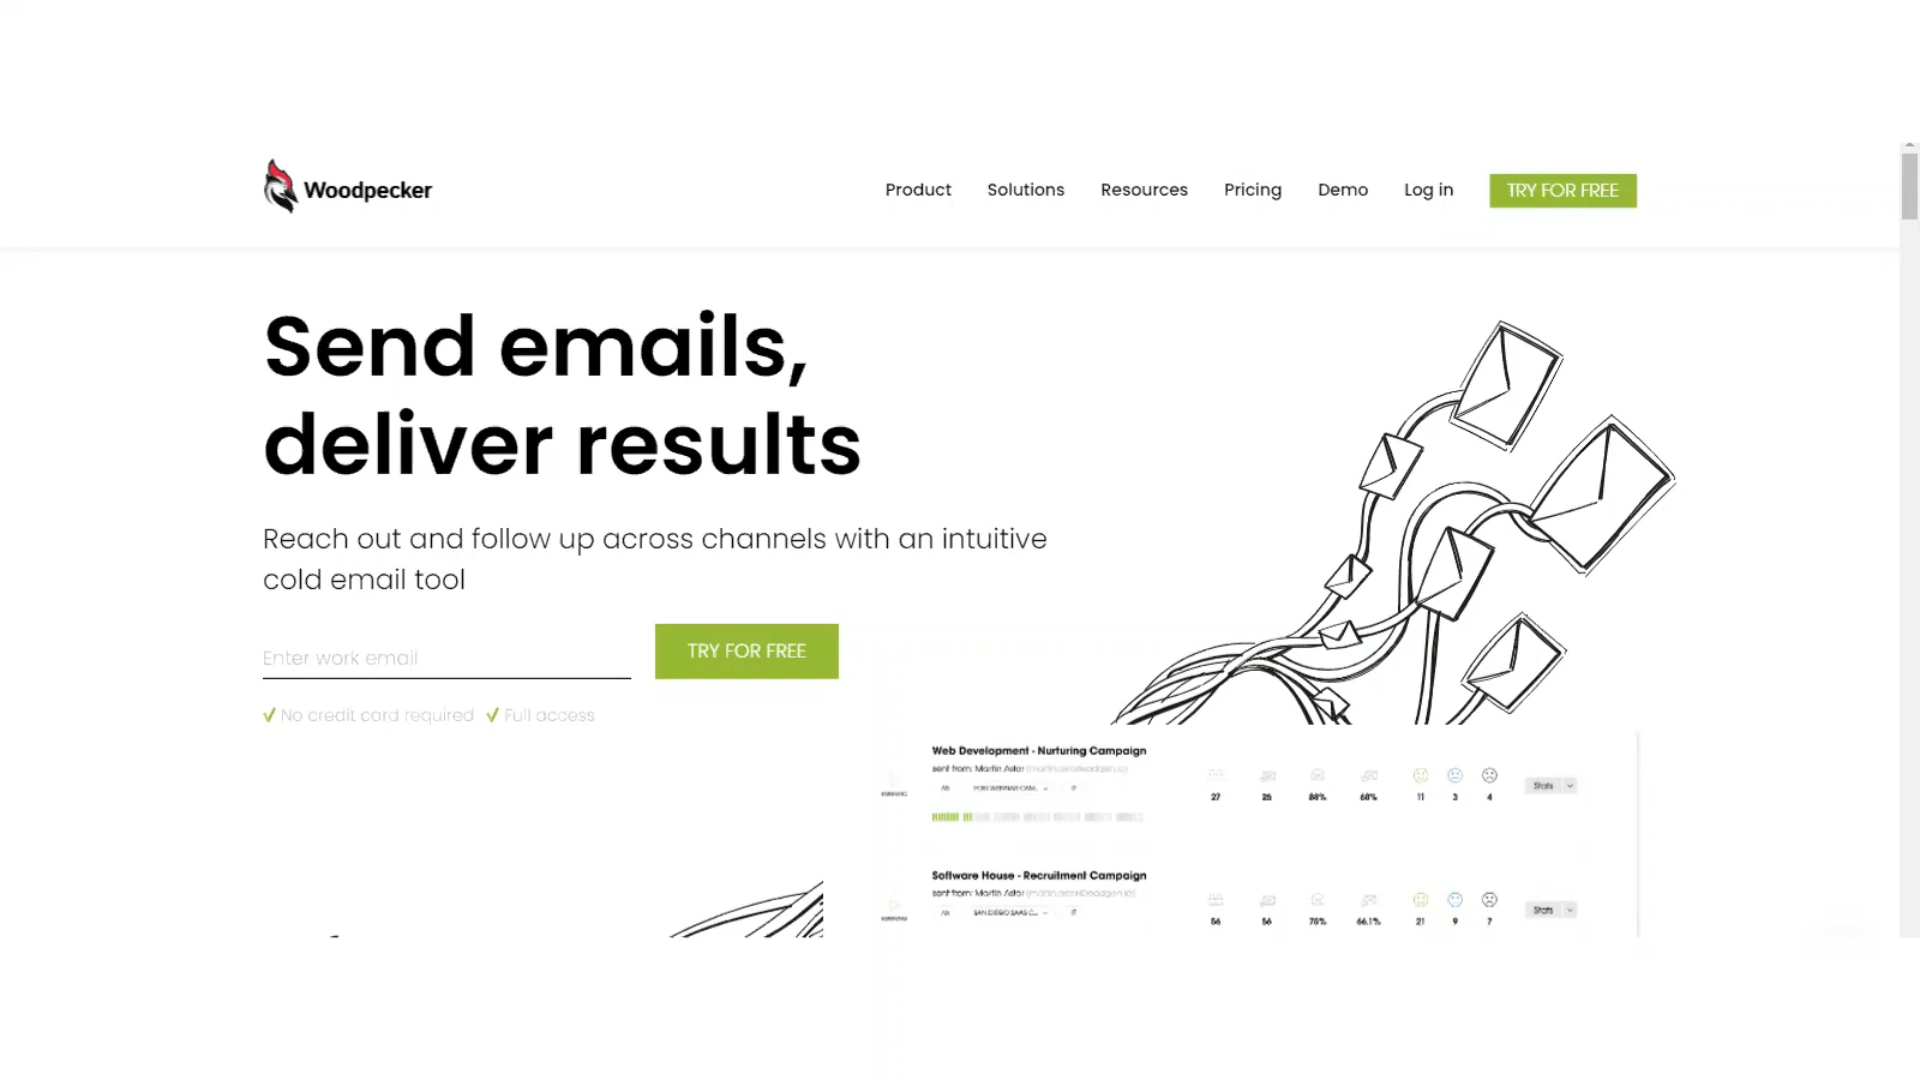 Woodpecker
Product Solutions Resources Pricing Demo Log in TRY FOR FREE
Send emails,
deliver results
Reach out and follow up across channels with an intuitive
cold email tool
Enter work email TRY FOR FREE
No credit card required Full access
Web Development - Nurturing Campaign
sent from: Martin Astor
27 25 88% 68% 11 3 4 Stats
Software House - Recruitment Campaign
sent from: Martin Astor
56 56 75% 66.1% 21 9 7 Stats